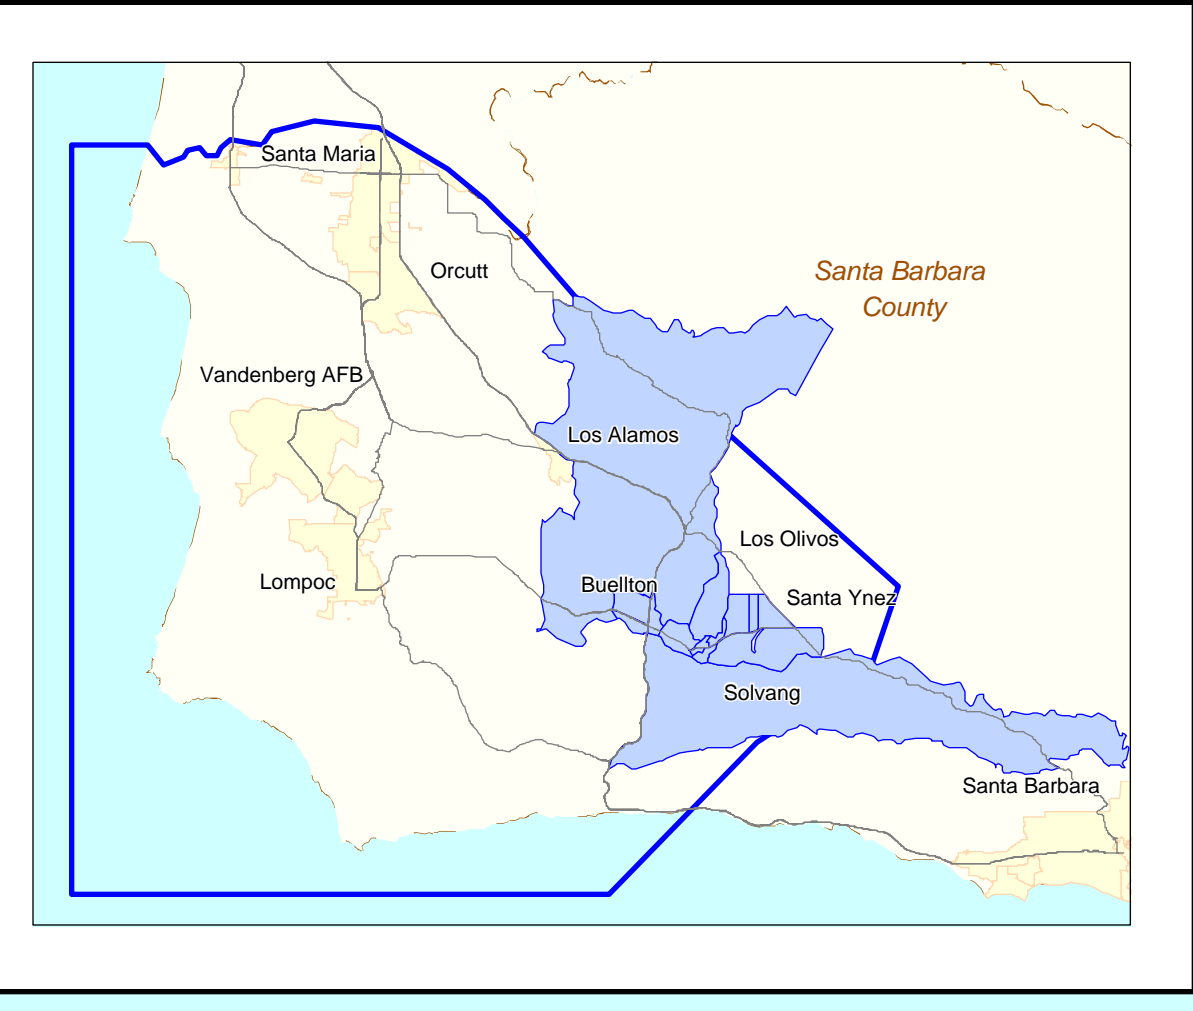 Santa Maria
Orcutt
Santa Barbara
County
Vandenberg AFB
Los Alamos
Los Olivos
Lompoc
Buellton
Santa Ynez
Solvang
Santa Barbara